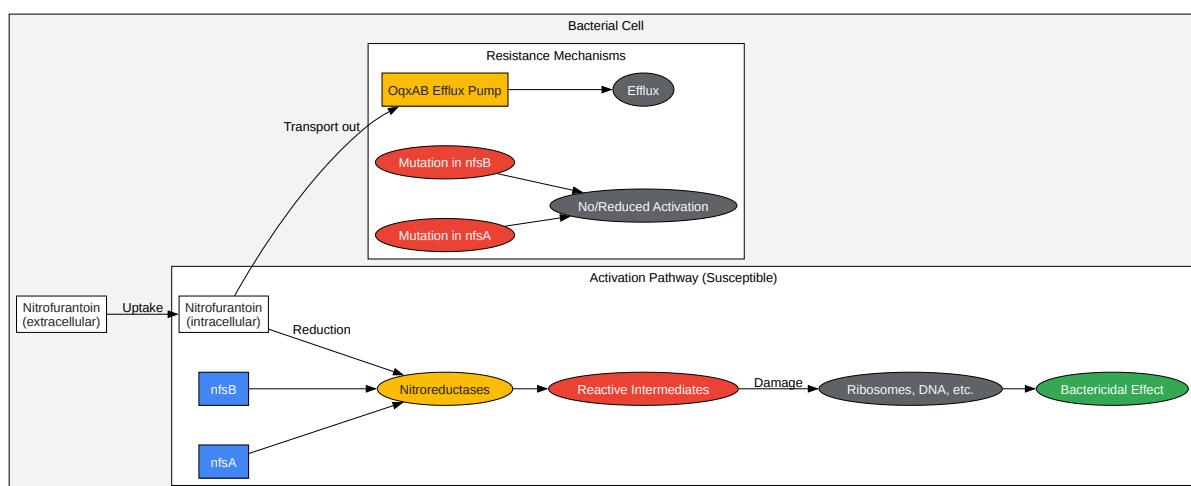 Bacterial Cell
Resistance Mechanisms
OqxAB Efflux Pump
Efflux
Transport out
Mutation in nfsB
No/Reduced Activation
Mutation in nfsA
Activation Pathway (Susceptible)
Nitrofurantoin
(extracellular)
Uptake
Nitrofurantoin
(intracellular)
Reduction
nfsB
Nitroreductases
Reactive Intermediates
Damage
Ribosomes, DNA, etc.
Bactericidal Effect
nfsA